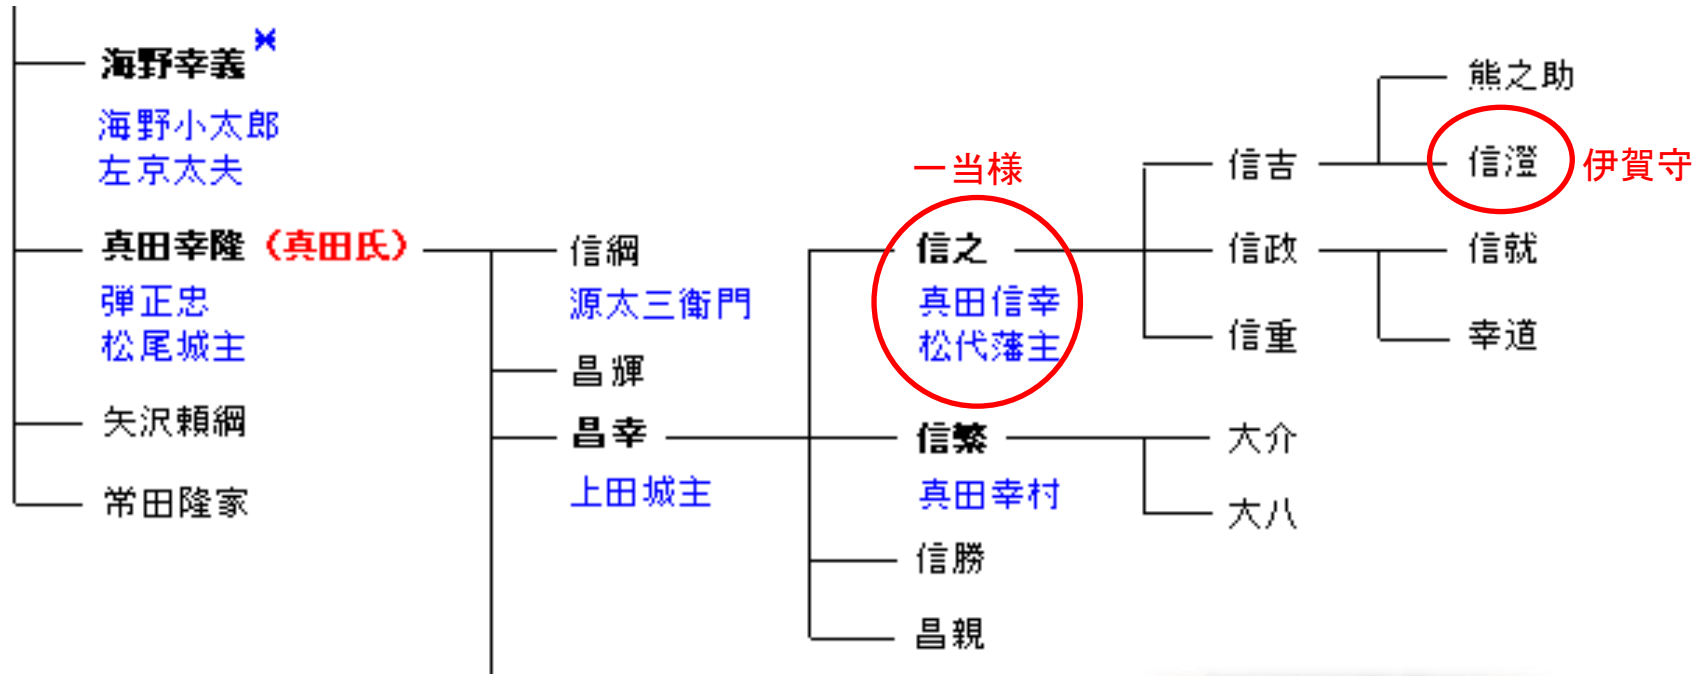 海野幸義*
海野小太郎
左京太夫
真田幸隆（真田氏）
弾正忠
松尾城主
矢沢頼綱
常田隆家
信綱
源太三衛門
昌輝
昌幸
上田城主
一当様
信之
真田信幸
松代藩主
信繁
真田幸村
信勝
昌親
信吉
信政
信重
大介
大八
熊之助
信澄
伊賀守
信就
幸道